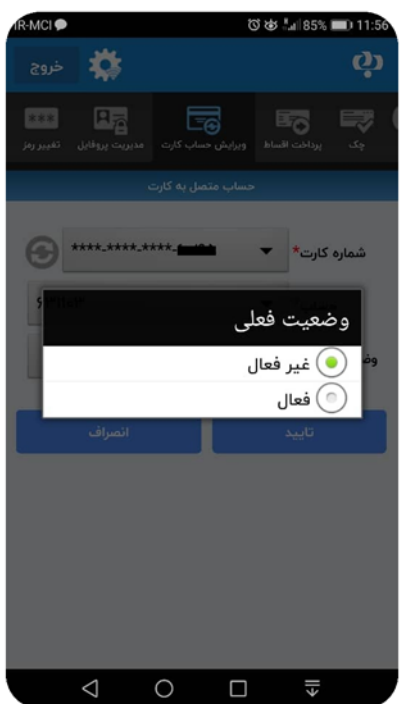 IR-MCI 85% 11:56
خروج
چک
پرداخت اقساط
ویرایش حساب کارت
مدیریت پروفایل
تغییر رمز
***
حساب متصل به کارت
شماره کارت*
****-****-****-
وضعیت فعلی
غیر فعال
فعال
تایید
انصراف